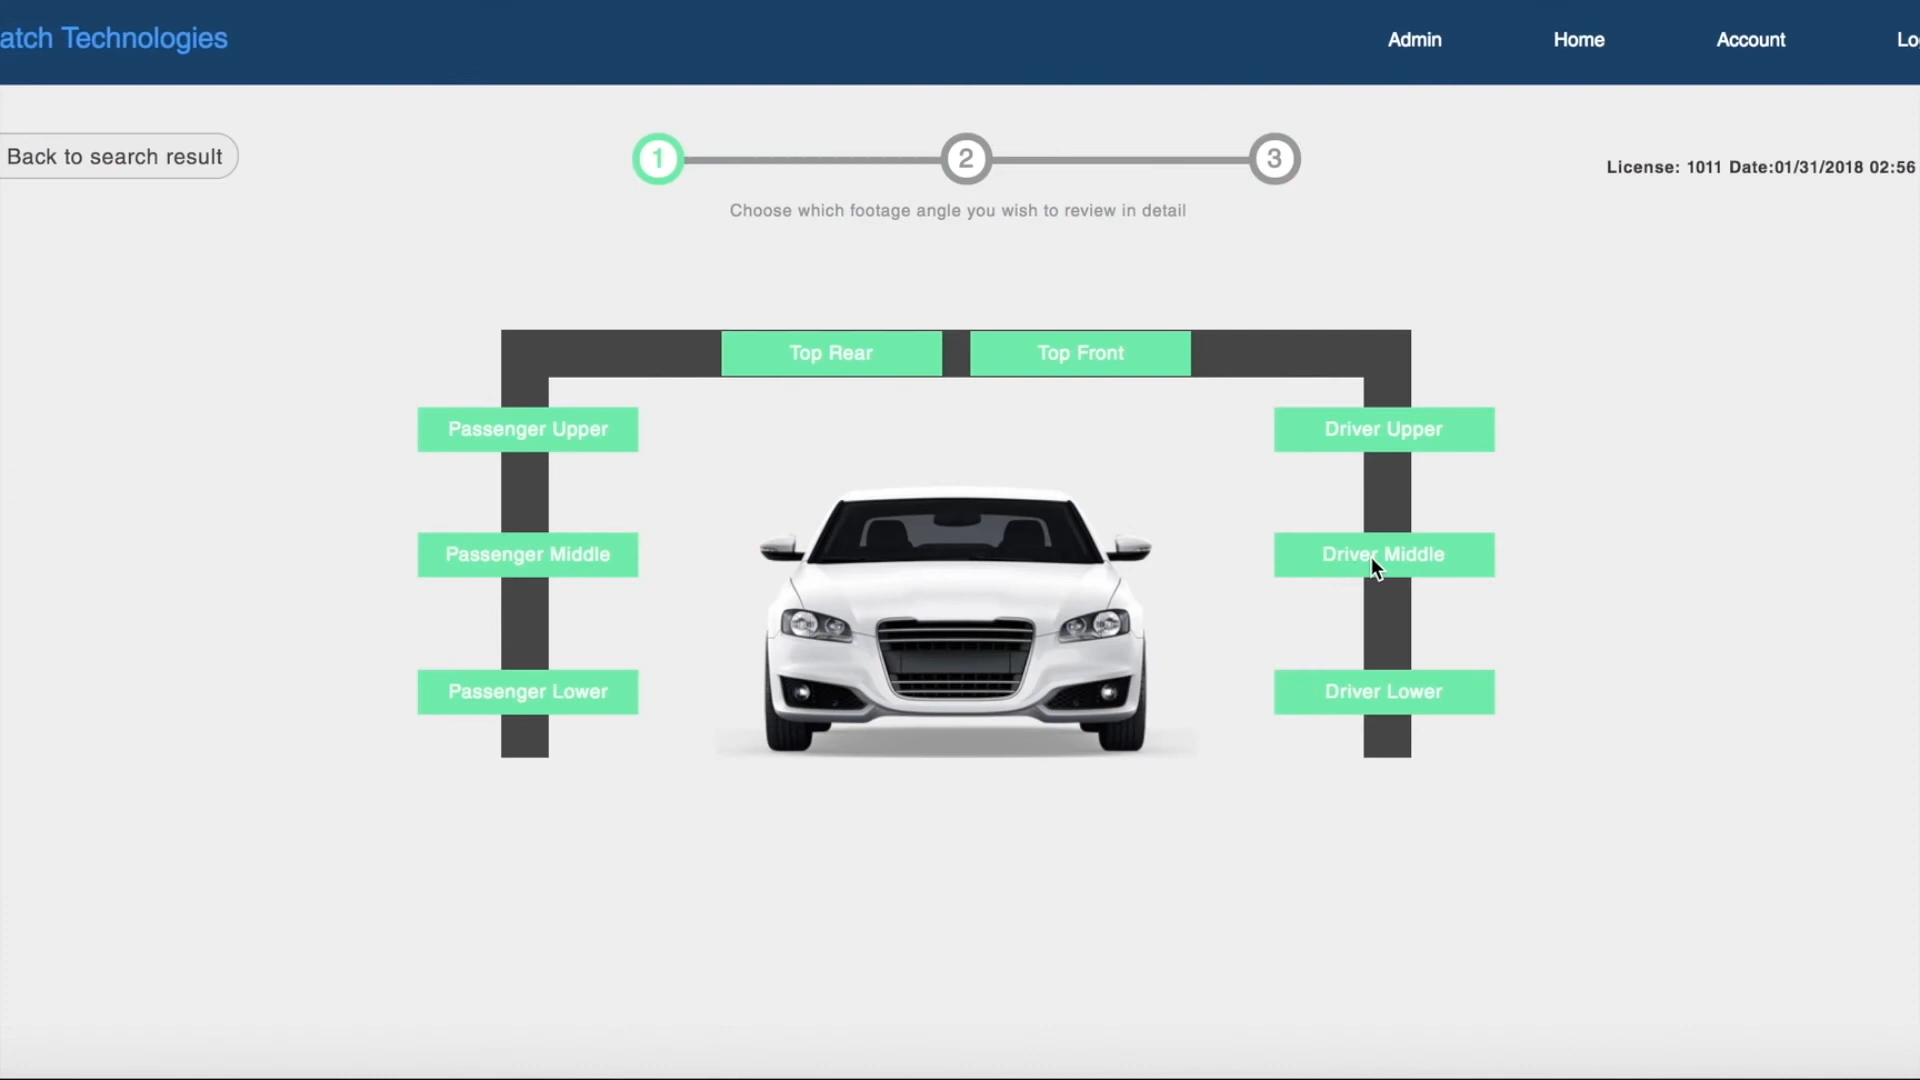 atch Technologies
Admin
Home
Account
Back to search result
1
2
3
License: 1011 Date:01/31/2018 02:56
Choose which footage angle you wish to review in detail
Top Rear
Top Front
Passenger Upper
Driver Upper
Passenger Middle
Driver Middle
Passenger Lower
Driver Lower